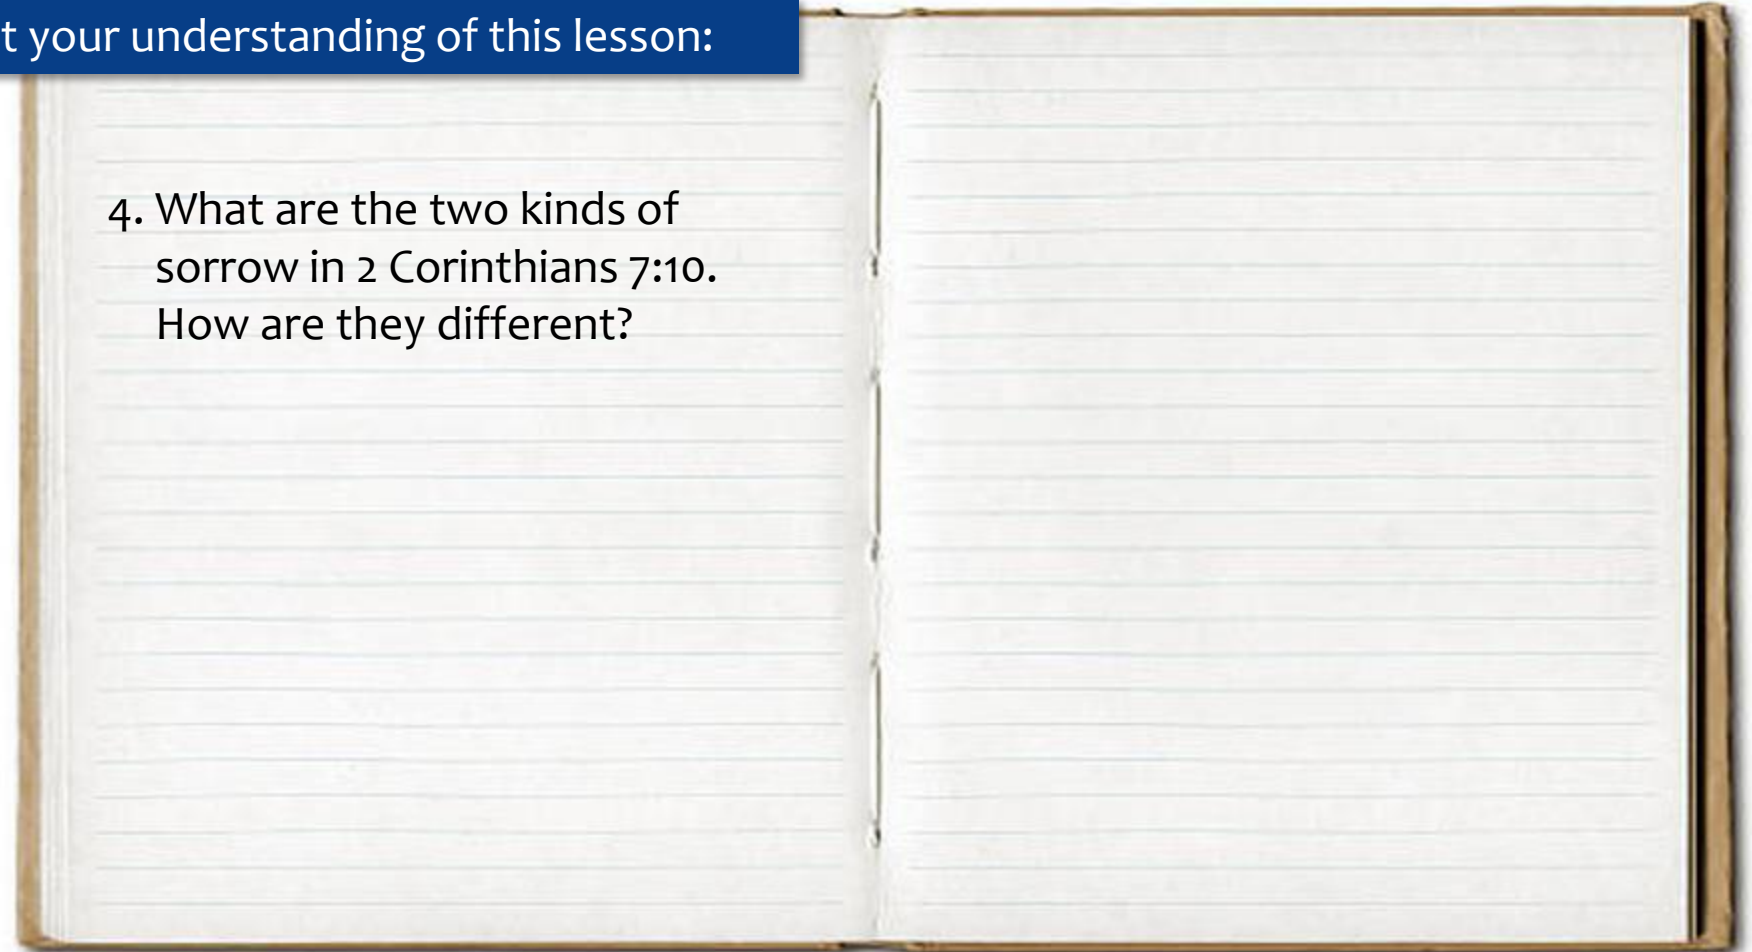 t your understanding of this lesson:
4. What are the two kinds of
sorrow in 2 Corinthians 7:10.
How are they different?